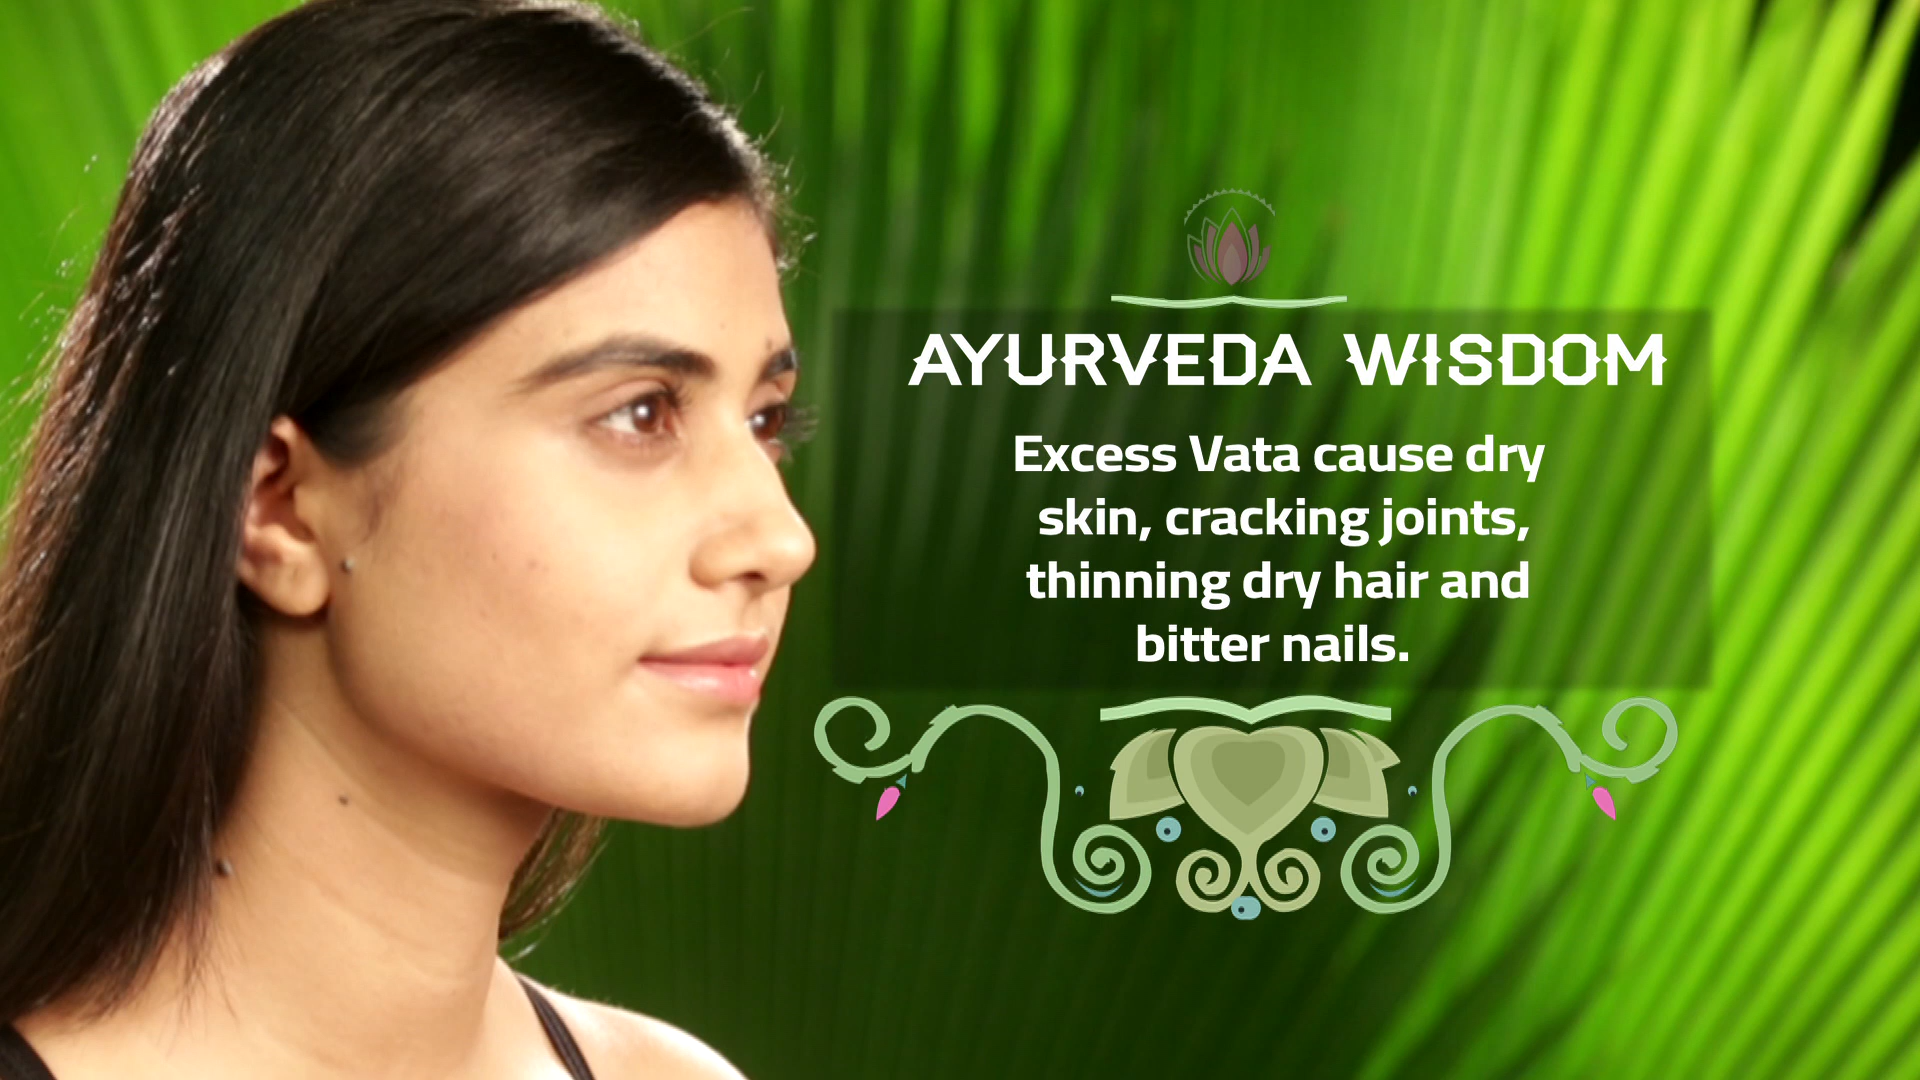 AYURVEDA WISDOM
Excess Vata cause dry
skin, cracking joints,
thinning dry hair and
bitter nails.